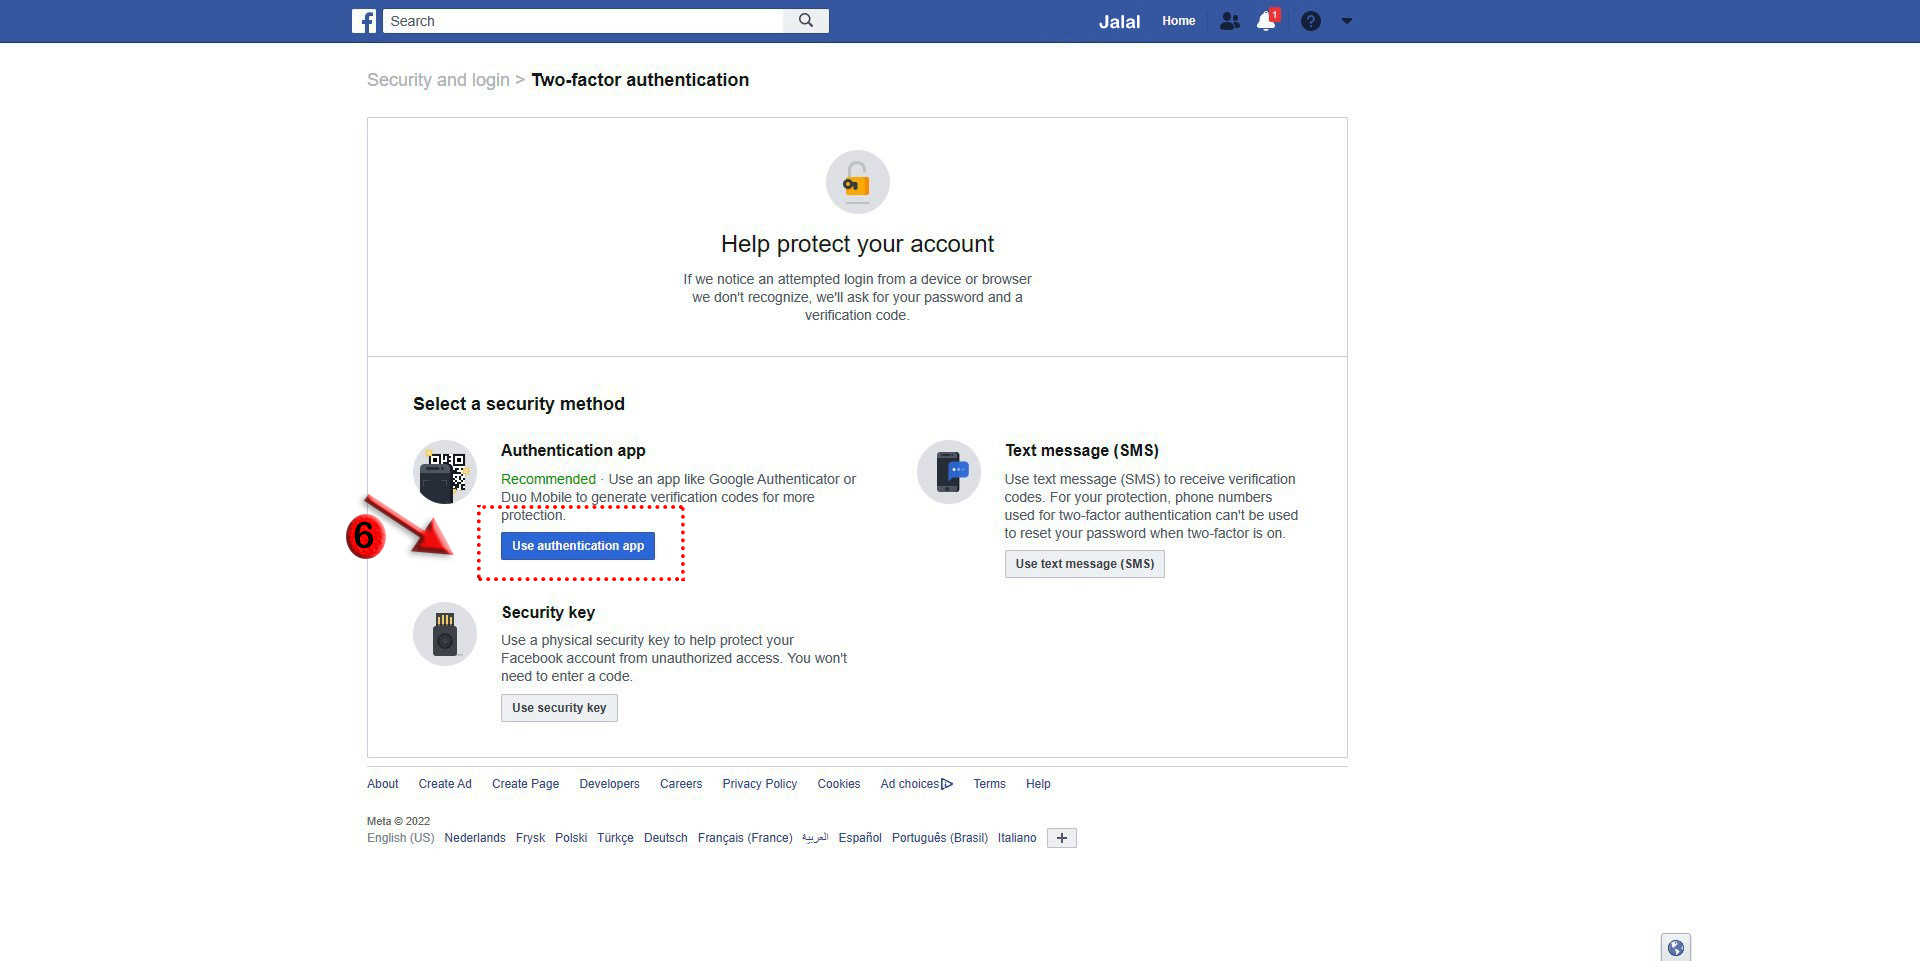 Search
Jalal Home 1
Security and login > Two-factor authentication
Help protect your account
If we notice an attempted login from a device or browser
we don't recognize, we'll ask for your password and a
verification code.
Select a security method
Authentication app
Recommended · Use an app like Google Authenticator or
Duo Mobile to generate verification codes for more
protection.
Use authentication app
6
Text message (SMS)
Use text message (SMS) to receive verification
codes. For your protection, phone numbers
used for two-factor authentication can't be used
to reset your password when two-factor is on.
Use text message (SMS)
Security key
Use a physical security key to help protect your
Facebook account from unauthorized access. You won't
need to enter a code.
Use security key
About Create Ad Create Page Developers Careers Privacy Policy Cookies Ad choices Terms Help
Meta © 2022
English (US) Nederlands Frysk Polski Türkçe Deutsch Français (France) العربية Español Português (Brasil) Italiano +